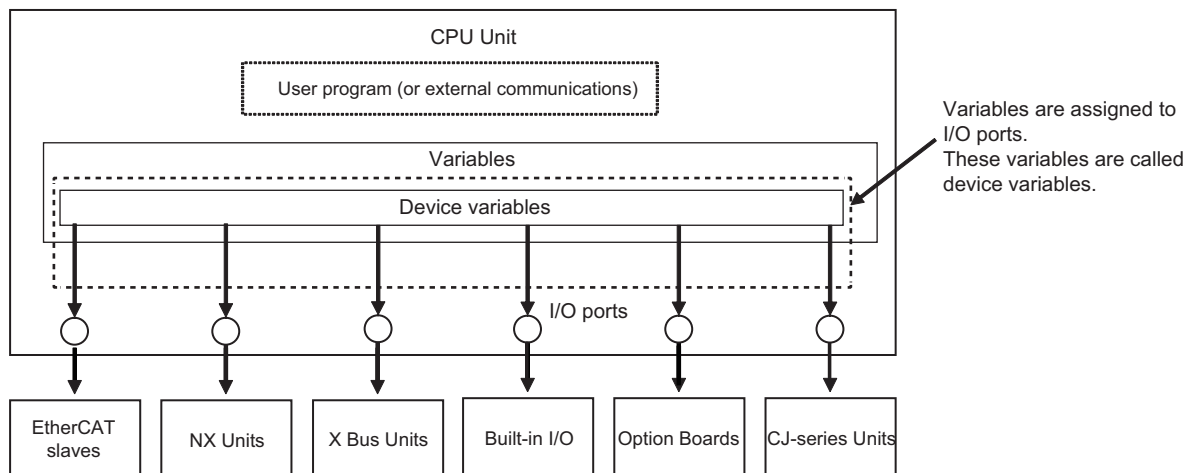 CPU Unit
User program (or external communications)
Variables are assigned to
I/O ports.
These variables are called
device variables.
Variables
Device variables
I/O ports
EtherCAT
slaves
NX Units
X Bus Units
Built-in I/O
Option Boards
CJ-series Units